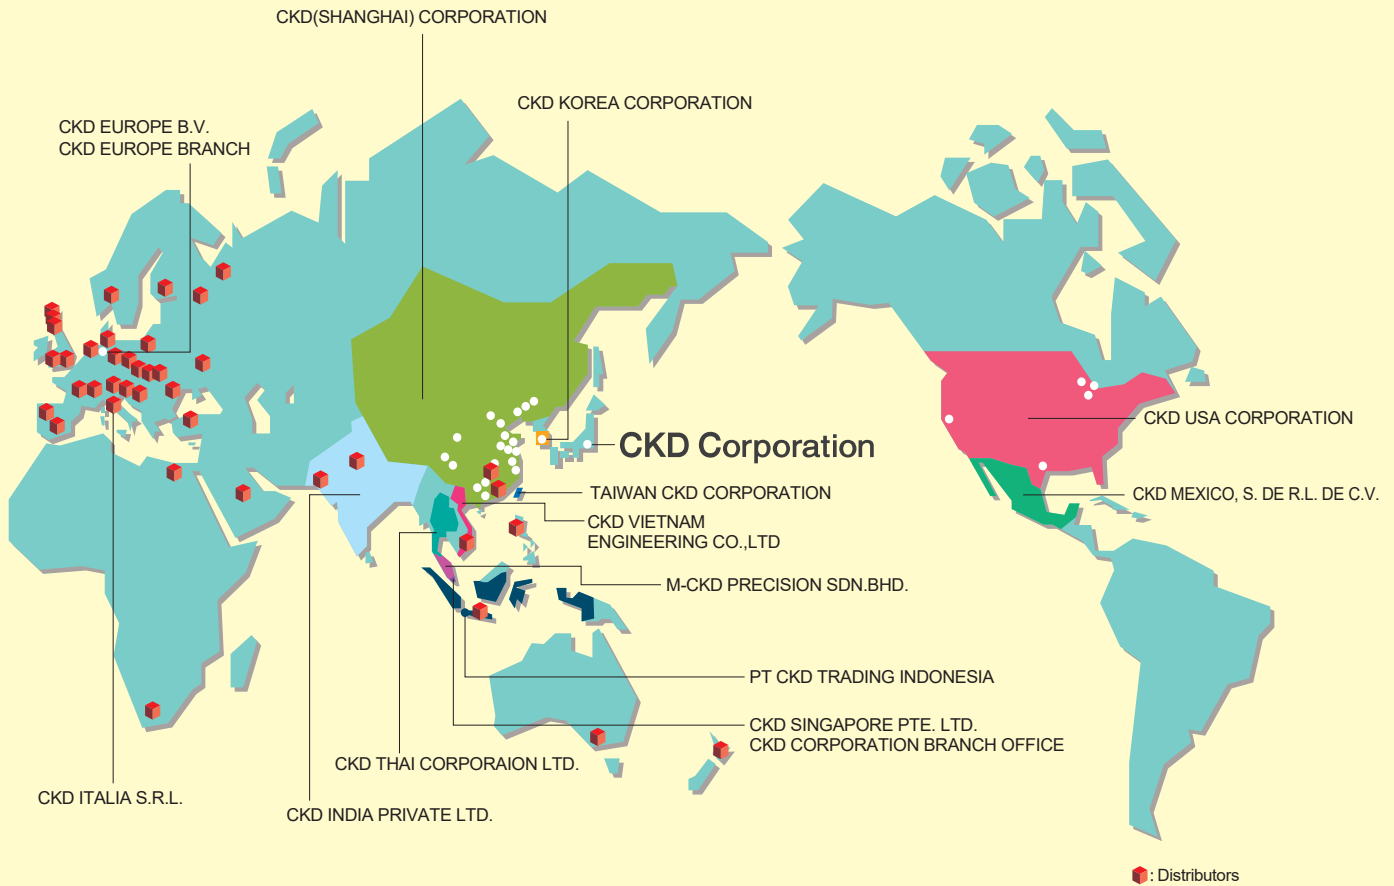 CKD(SHANGHAI) CORPORATION
CKD KOREA CORPORATION
CKD EUROPE B.V.
CKD EUROPE BRANCH
CKD USA CORPORATION
CKD Corporation
TAIWAN CKD CORPORATION
CKD MEXICO, S. DE R.L. DE C.V.
CKD VIETNAM
ENGINEERING CO.,LTD
M-CKD PRECISION SDN.BHD.
PT CKD TRADING INDONESIA
CKD SINGAPORE PTE. LTD.
CKD CORPORATION BRANCH OFFICE
CKD THAI CORPORAION LTD.
CKD ITALIA S.R.L.
CKD INDIA PRIVATE LTD.
: Distributors